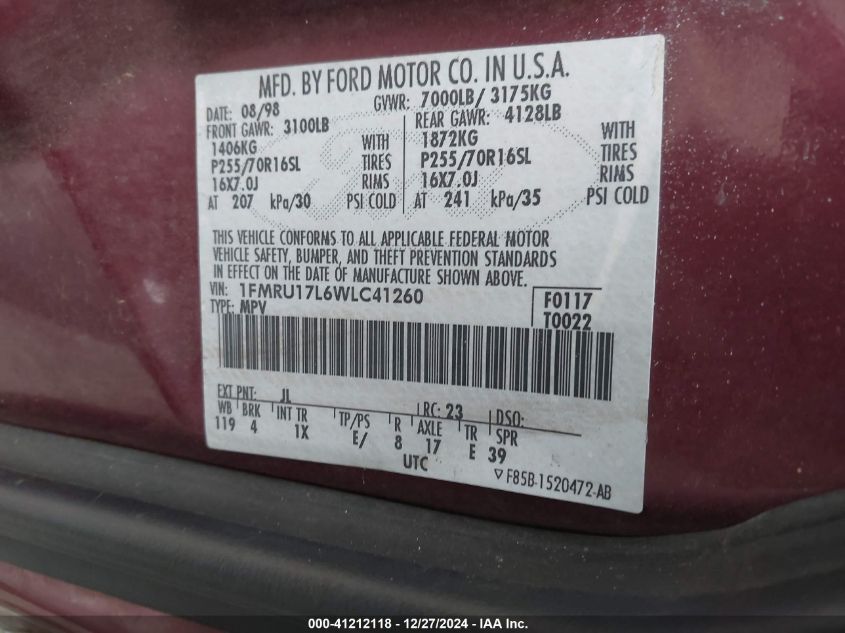 MFD. BY FORD MOTOR CO. IN U.S.A.
DATE: 08/98 GVWR: 7000LB/ 3175KG
FRONT GAWR: 3100LB REAR GAWR: 4128LB
1406KG WITH 1872KG WITH
P255/70R16SL TIRES P255/70R16SL TIRES
16X7.0J RIMS 16X7.0J RIMS
AT 207 kPa/30 PSI COLD AT 241 kPa/35 PSI COLD
THIS VEHICLE CONFORMS TO ALL APPLICABLE FEDERAL MOTOR
VEHICLE SAFETY, BUMPER, AND THEFT PREVENTION STANDARDS
IN EFFECT ON THE DATE OF MANUFACTURE SHOWN ABOVE.
VIN: 1FMRU17L6WLC41260 F0117
TYPE: MPV T0022
EXT PNT: JL RC: 23 DSO:
WB BRK INT TR TP/PS R AXLE TR SPR
119 4 1X E/ 8 17 E 39
UTC
▽ F85B-1520472-AB
000-41212118 - 12/27/2024 - IAA Inc.